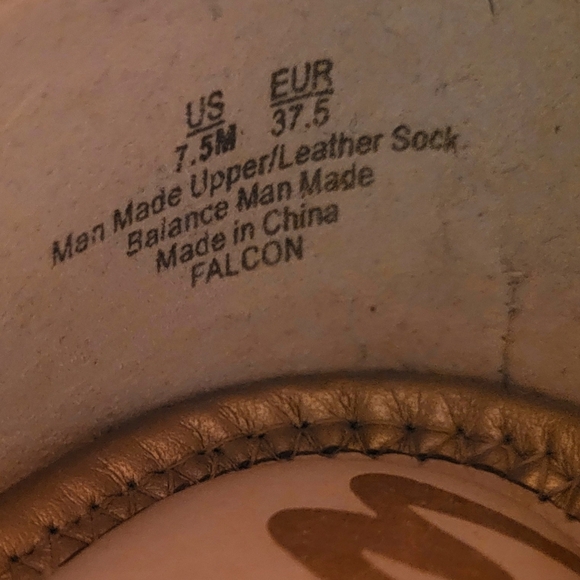 US EUR
7.5M 37.5
Man Made Upper/Leather Sock
Balance Man Made
Made in China
FALCON